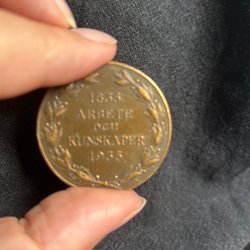 1855
ARBETE
OCH
KUNSKAPER
1955